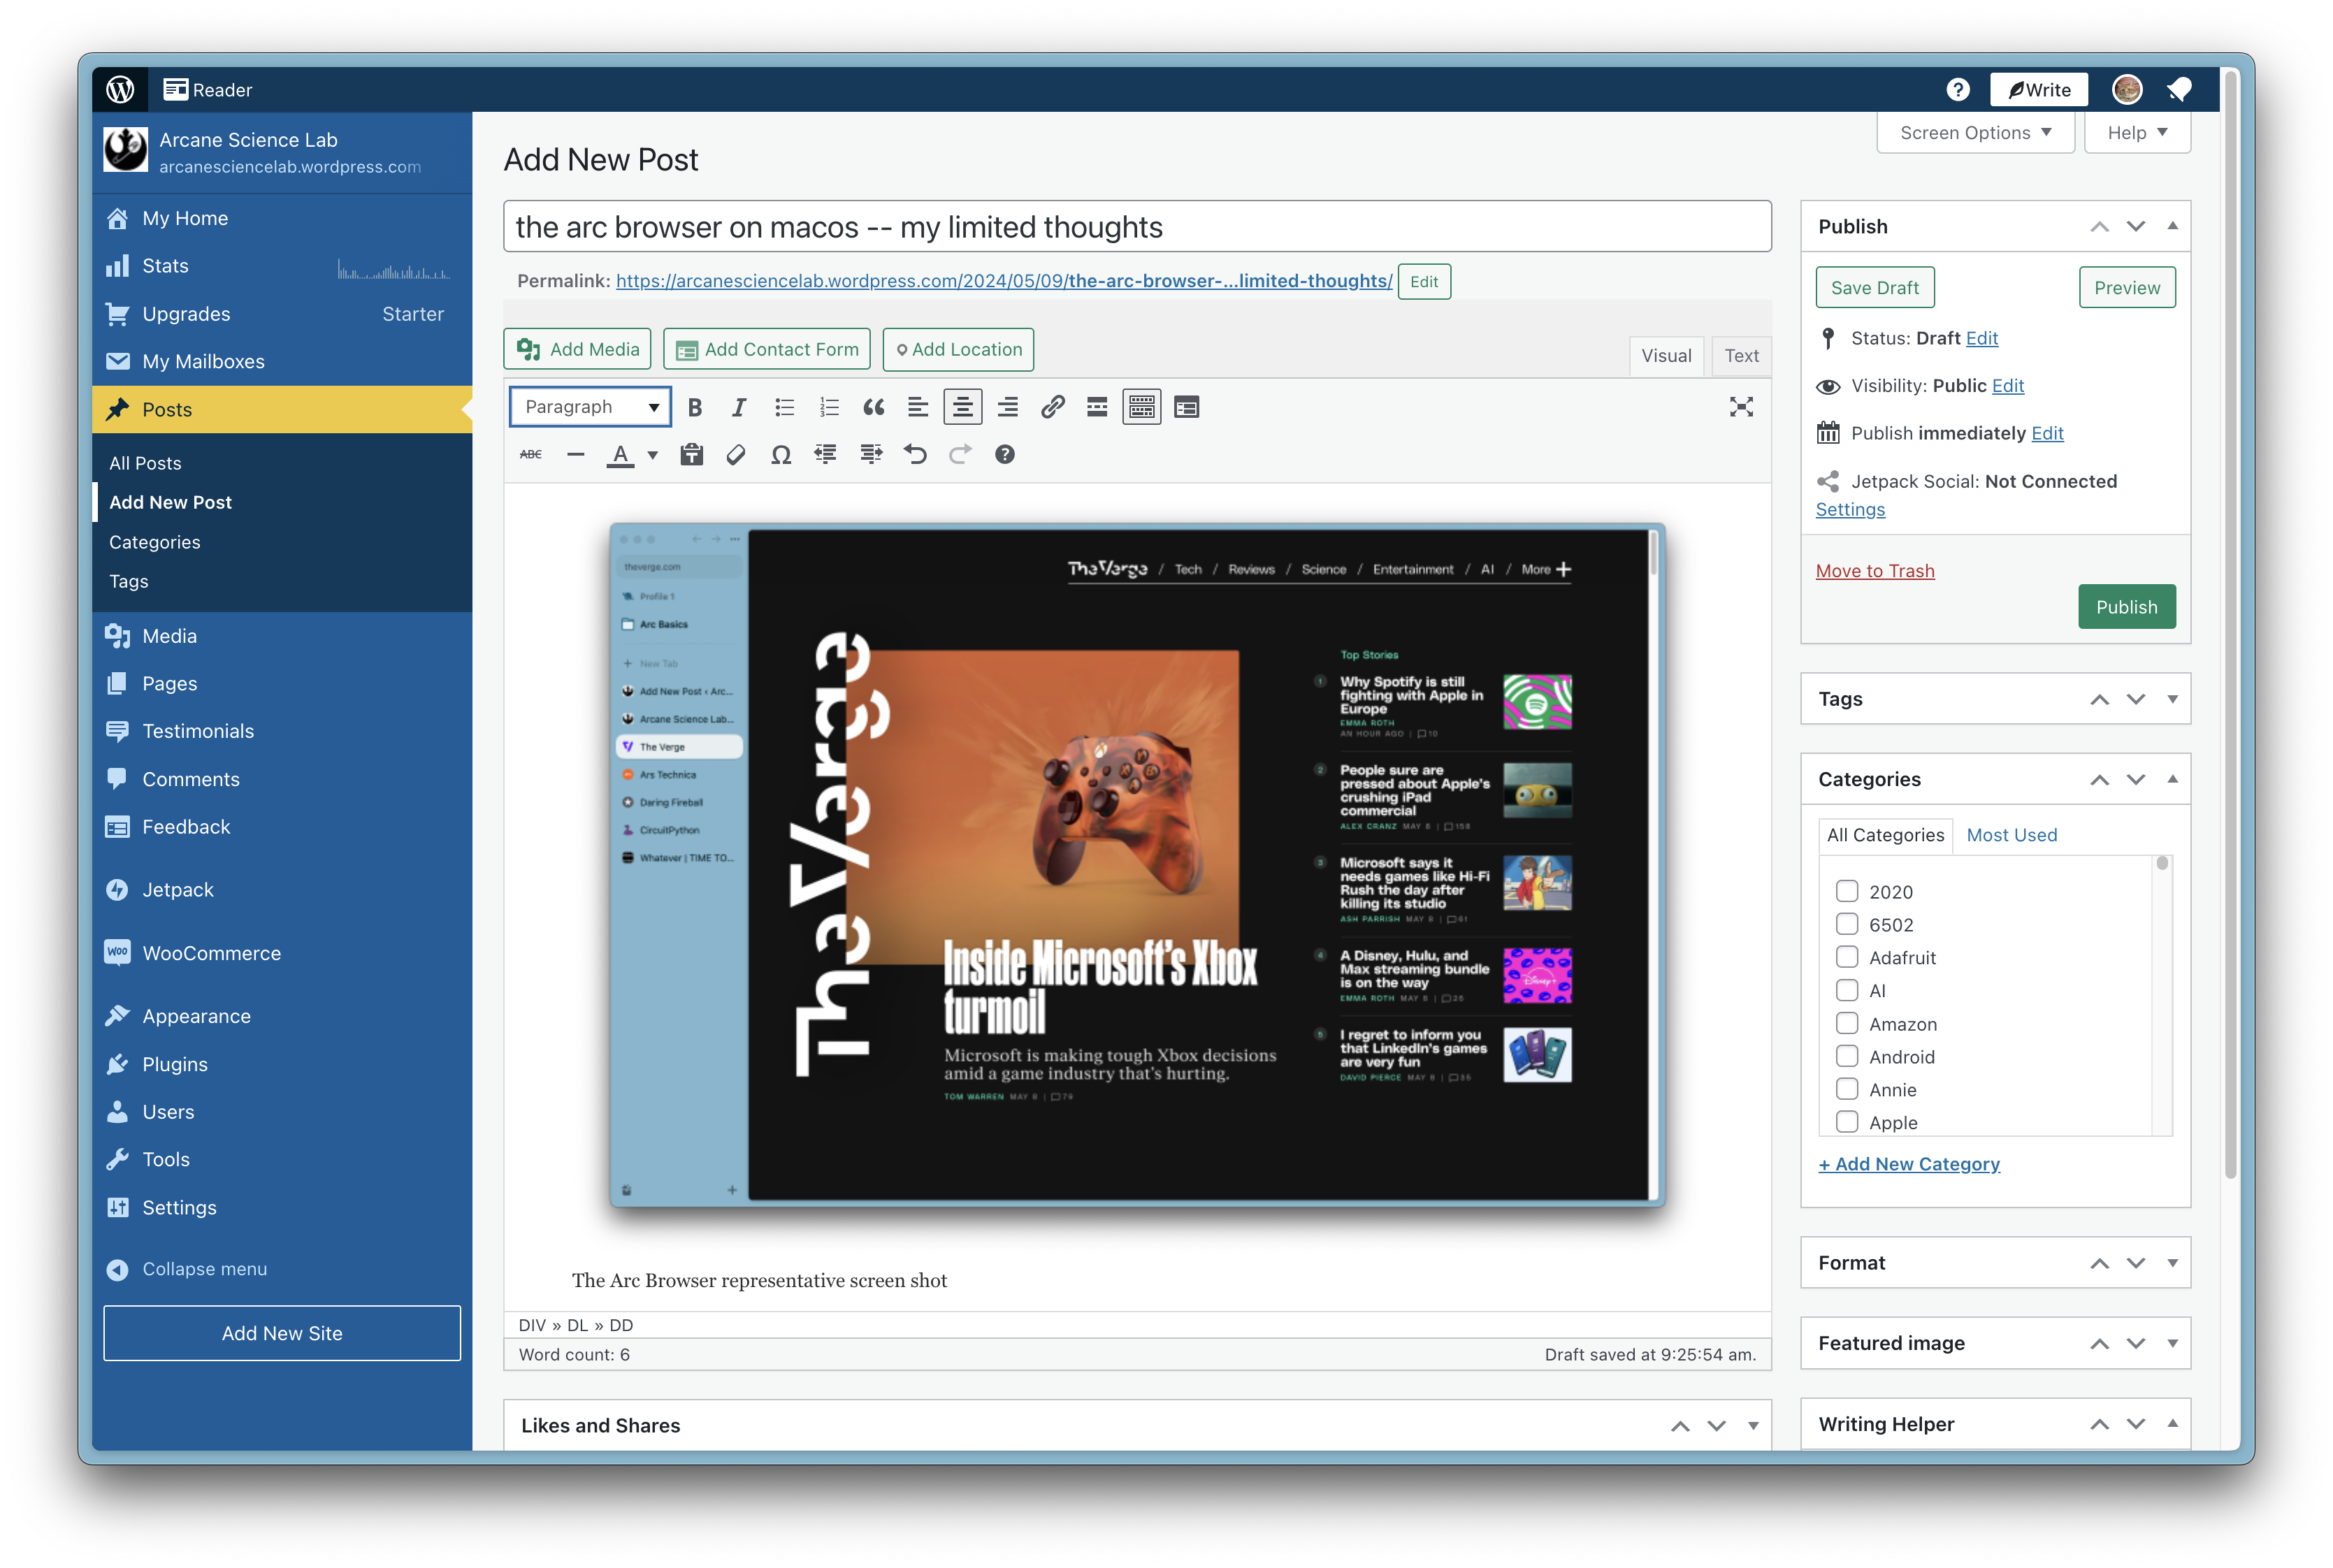 Reader
Write
Arcane Science Lab
arcanesciencelab.wordpress.com
My Home
Stats
Upgrades Starter
My Mailboxes
Posts
All Posts
Add New Post
Categories
Tags
Media
Pages
Testimonials
Comments
Feedback
Jetpack
WOO WooCommerce
Appearance
Plugins
Users
Tools
Settings
Collapse menu
Add New Site
Screen Options Help
Add New Post
the arc browser on macos -- my limited thoughts
Permalink: https://arcanesciencelab.wordpress.com/2024/05/09/the-arc-browser-...limited-thoughts/ Edit
Add Media Add Contact Form Add Location
Visual Text
Paragraph B I
ABC A Ω
theverge.com
Profile 1
Arc Basics
New Tab
Add New Post ‹ Arc...
Arcane Science Lab...
The Verge
Ars Technica
Daring Fireball
CircuitPython
Whatever | TIME TO...
The Verge / Tech / Reviews / Science / Entertainment / AI / More +
The Verge
Inside Microsoft's Xbox
turmoil
Microsoft is making tough Xbox decisions
amid a game industry that's hurting.
TOM WARREN MAY 8 | 79
Top Stories
1 Why Spotify is still
fighting with Apple in
Europe
EMMA ROTH
AN HOUR AGO | 10
2 People sure are
pressed about Apple's
crushing iPad
commercial
ALEX CRANZ MAY 8 | 158
3 Microsoft says it
needs games like Hi-Fi
Rush the day after
killing its studio
ASH PARRISH MAY 8 | 61
4 A Disney, Hulu, and
Max streaming bundle
is on the way
EMMA ROTH MAY 8 | 26
Disney+
5 I regret to inform you
that LinkedIn's games
are very fun
DAVID PIERCE MAY 8 | 35
The Arc Browser representative screen shot
DIV » DL » DD
Word count: 6 Draft saved at 9:25:54 am.
Likes and Shares
Publish
Save Draft Preview
Status: Draft Edit
Visibility: Public Edit
Publish immediately Edit
Jetpack Social: Not Connected
Settings
Move to Trash
Publish
Tags
Categories
All Categories Most Used
2020
6502
Adafruit
AI
Amazon
Android
Annie
Apple
+ Add New Category
Format
Featured image
Writing Helper